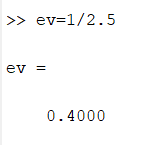 >> ev=1/2.5
ev =
0.4000